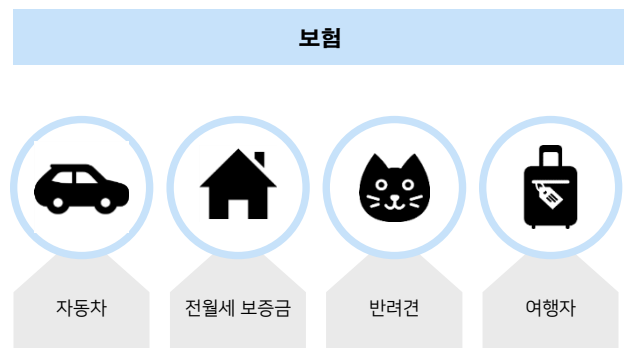 보험
자동차
전월세 보증금
반려견
여행자